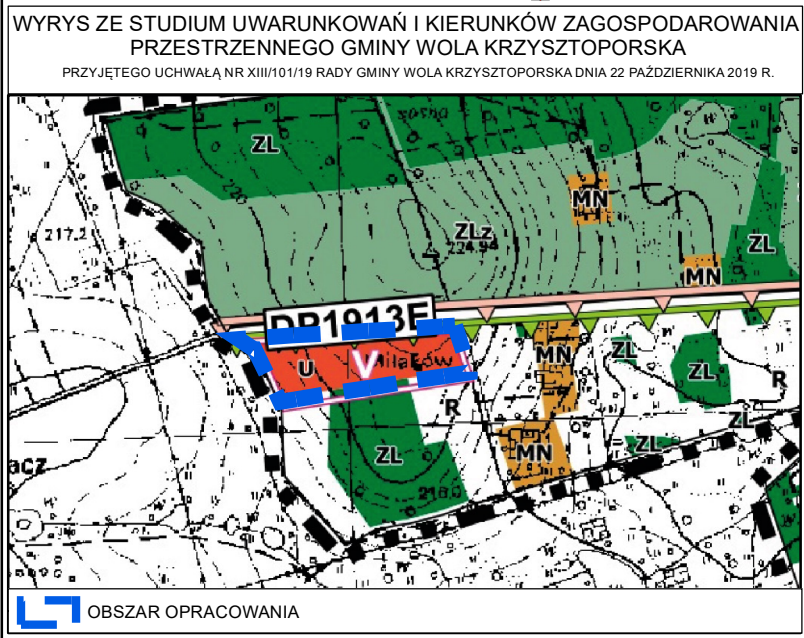 WYRYS ZE STUDIUM UWARUNKOWAŃ I KIERUNKÓW ZAGOSPODAROWANIA
PRZESTRZENNEGO GMINY WOLA KRZYSZTOPORSKA
PRZYJĘTEGO UCHWAŁĄ NR XIII/101/19 RADY GMINY WOLA KRZYSZTOPORSKA DNIA 22 PAŹDZIERNIKA 2019 R.
ZL
MN
217.2
ZLz
ZL
MN
DP1913E
U
V
Milaków
MN
ZL
ZL
R
R
ZL
ZL
MN
ZL
OBSZAR OPRACOWANIA